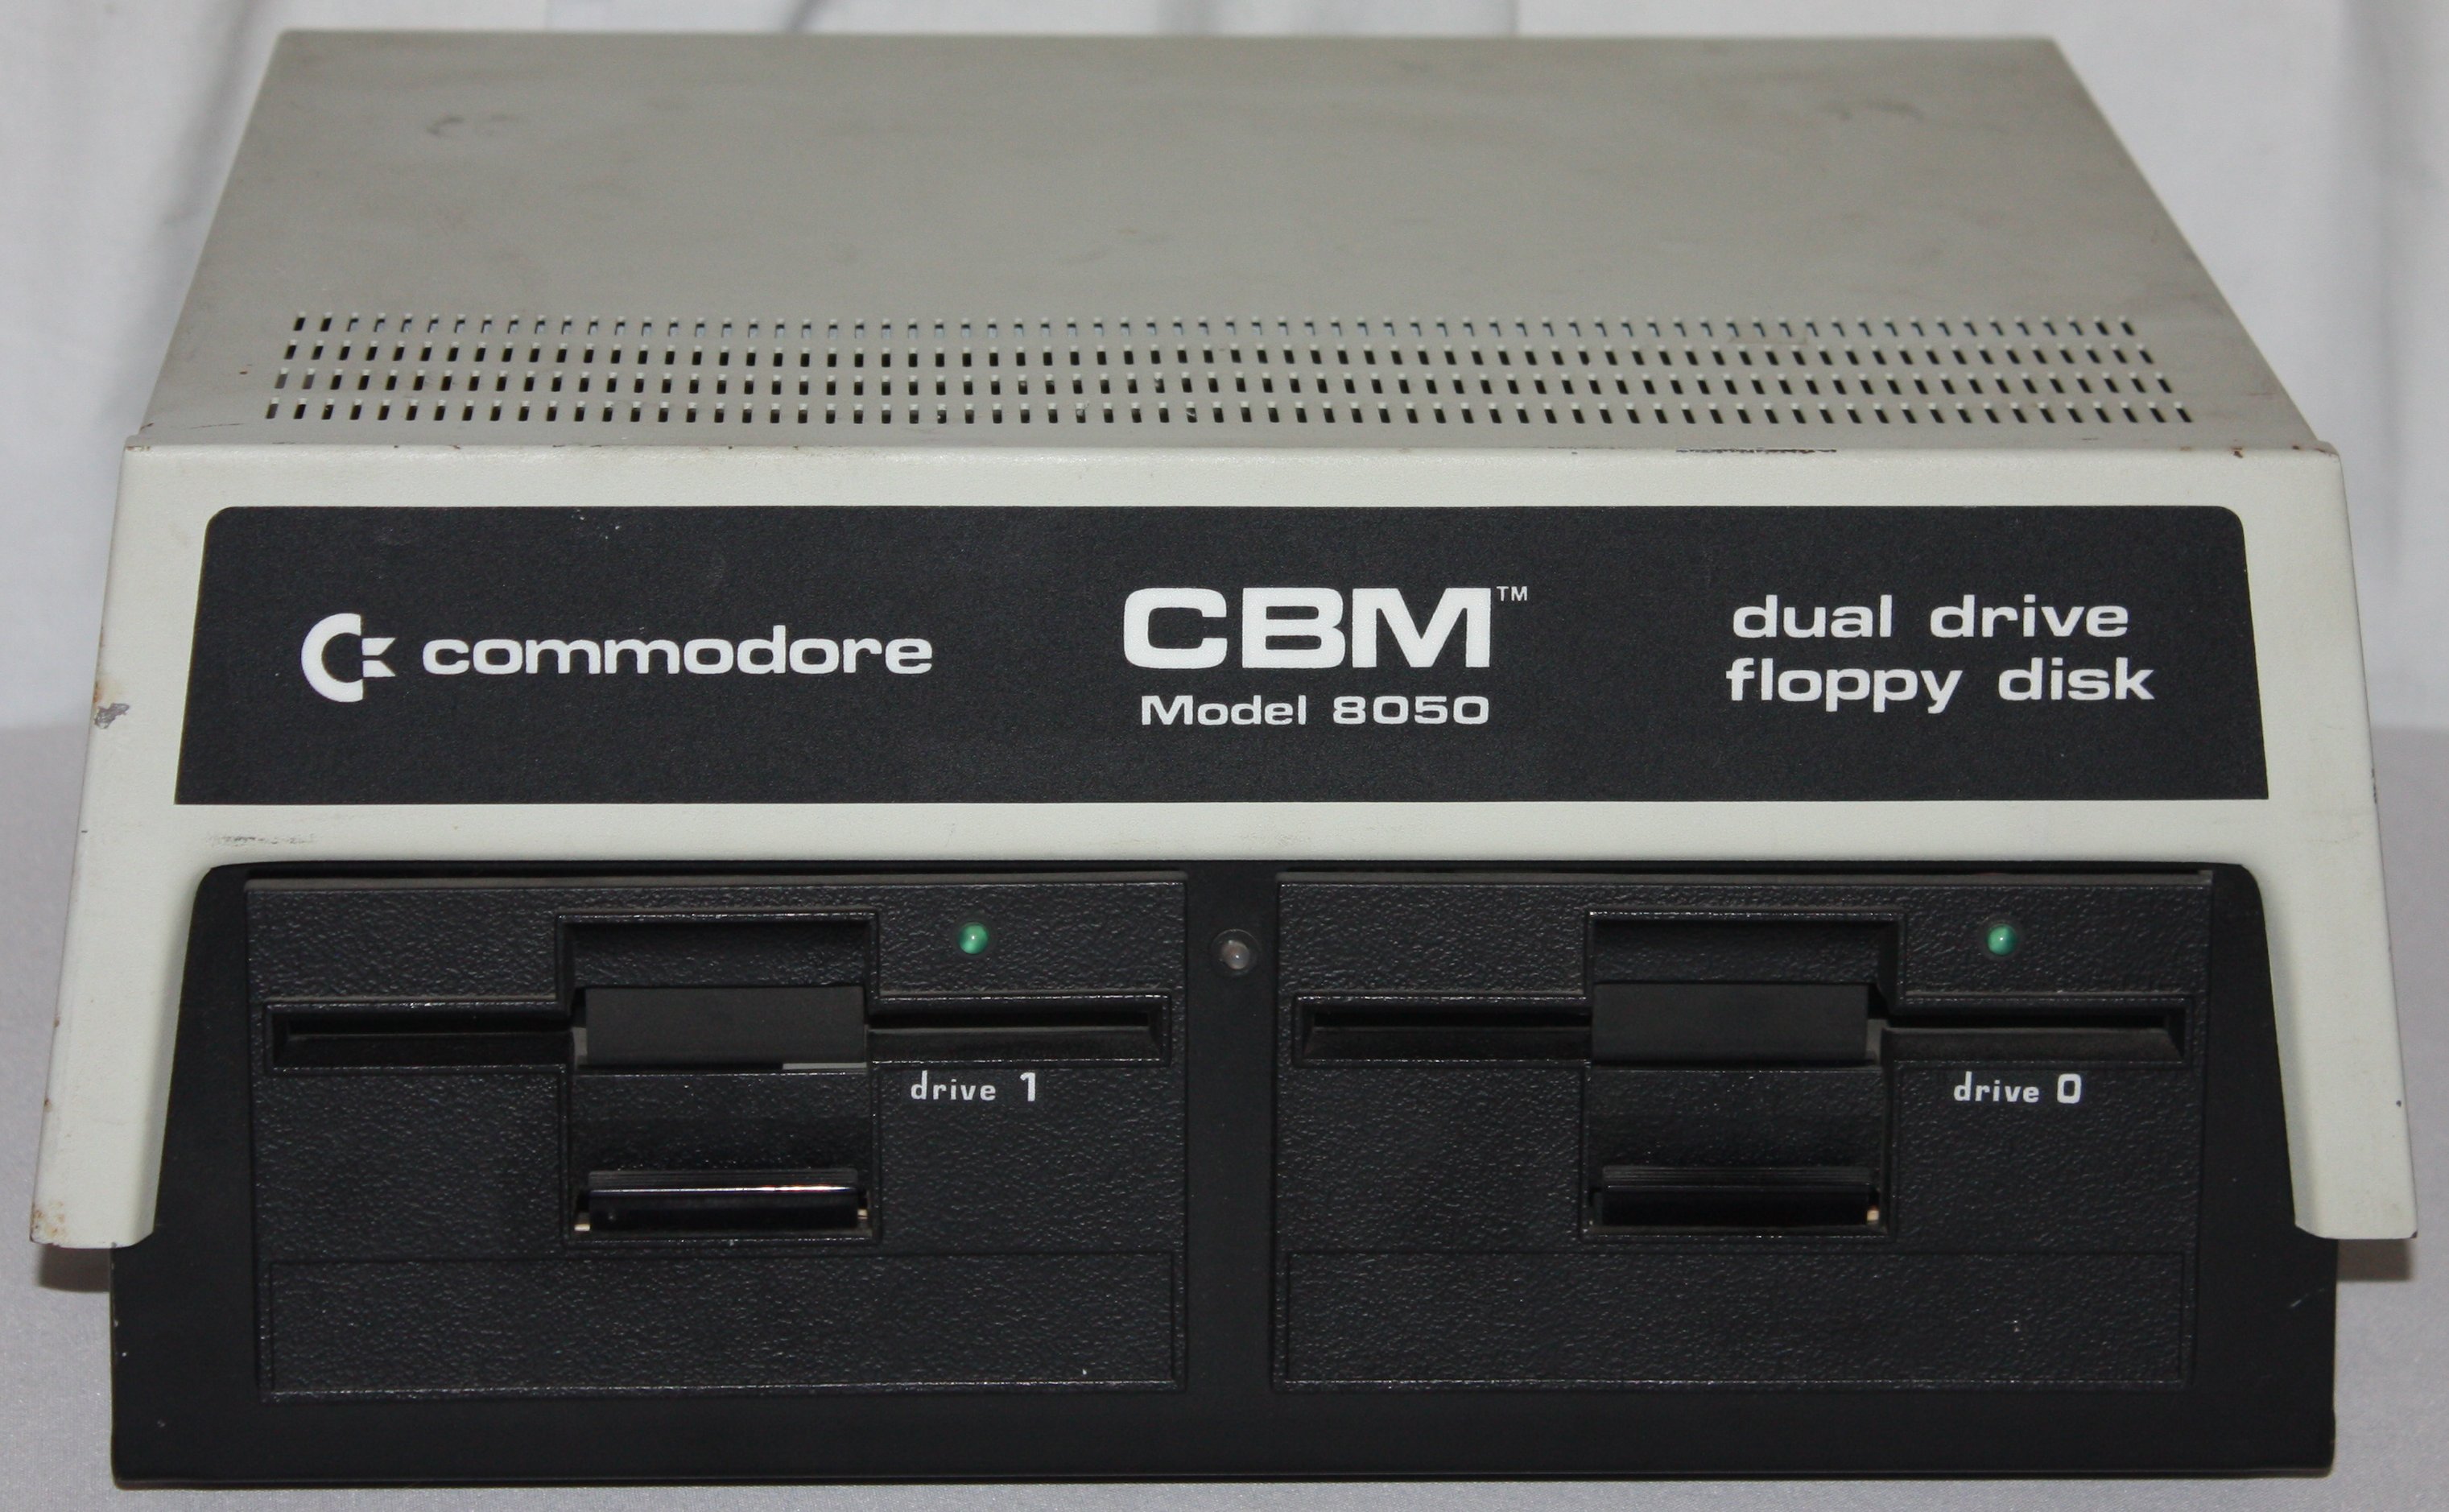 commodore
CBM™
Model 8050
dual drive
floppy disk
drive 1
drive 0